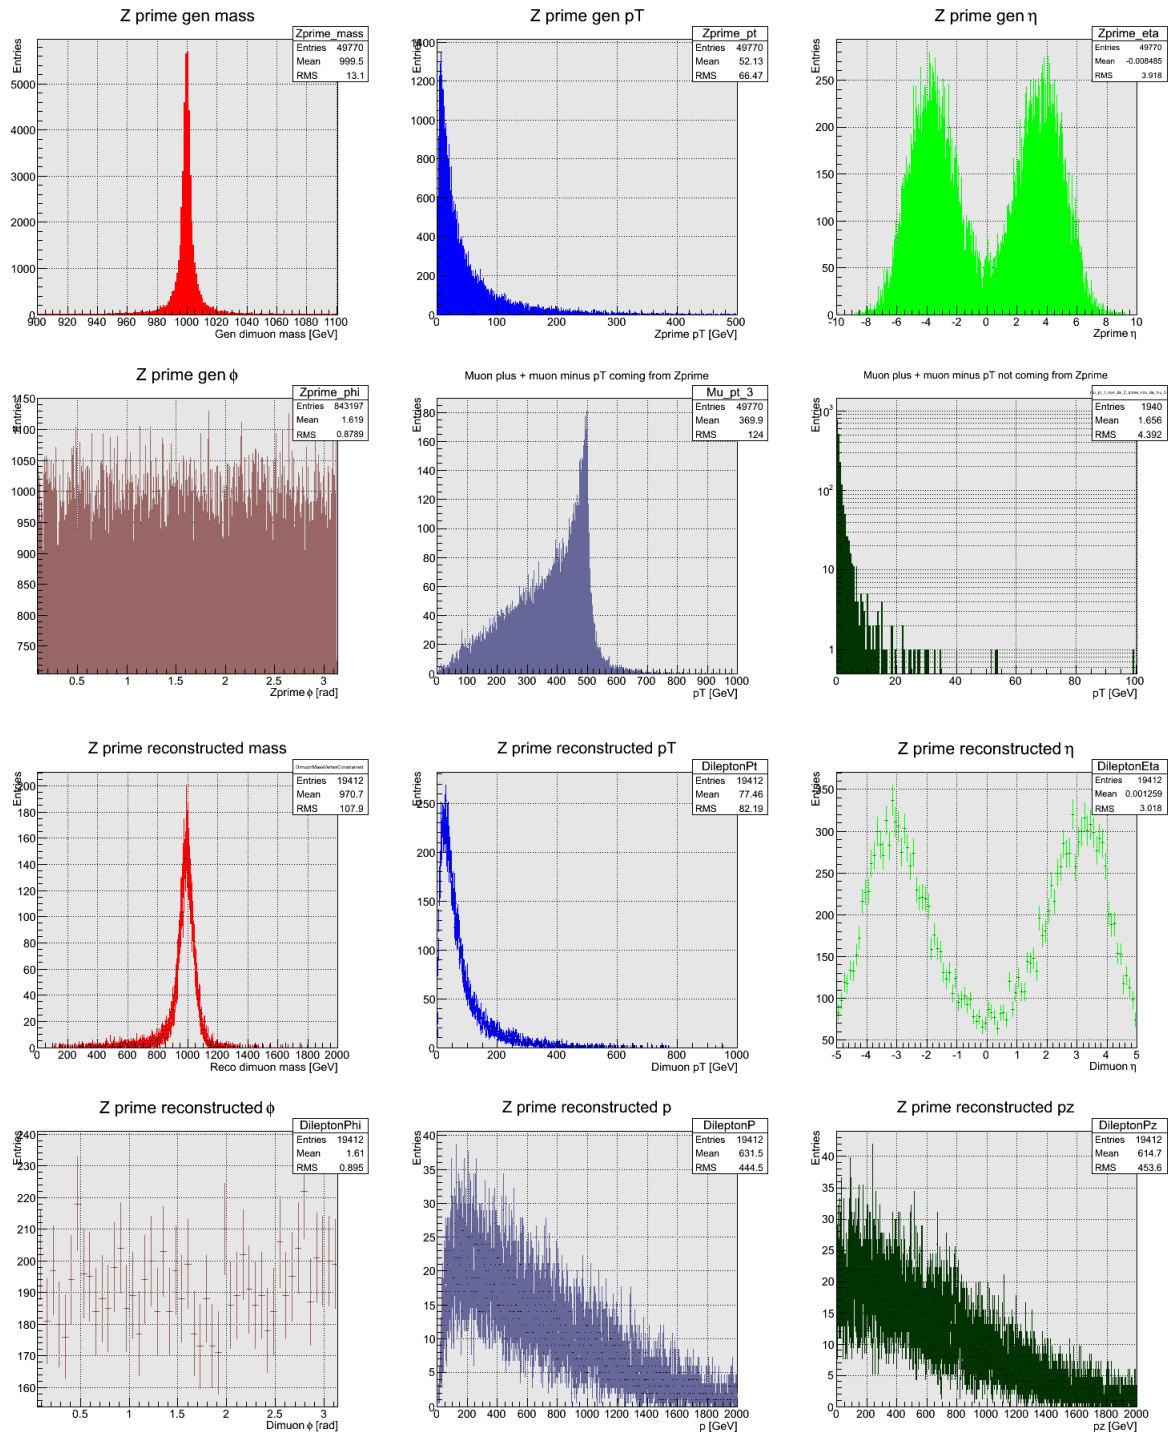 Z prime gen mass
Entries
Zprime_mass
Entries 49770
Mean 999.5
RMS 13.1
5000
4000
3000
2000
1000
0
900 920 940 960 980 1000 1020 1040 1060 1080 1100
Gen dimuon mass [GeV]
Z prime gen pT
Entries
Zprime_pt
Entries 49770
Mean 52.13
RMS 66.47
1400
1200
1000
800
600
400
200
0
0 100 200 300 400 500
Zprime pT [GeV]
Z prime gen η
Entries
Zprime_eta
Entries 49770
Mean -0.008485
RMS 3.918
250
200
150
100
50
0
-10 -8 -6 -4 -2 0 2 4 6 8 10
Zprime η
Z prime gen ϕ
Entries
Zprime_phi
Entries 843197
Mean 1.619
RMS 0.8789
1150
1100
1050
1000
950
900
850
800
750
0.5 1 1.5 2 2.5 3
Zprime ϕ [rad]
Muon plus + muon minus pT coming from Zprime
Entries
Mu_pt_3
Entries 49770
Mean 369.9
RMS 124
180
160
140
120
100
80
60
40
20
0
0 100 200 300 400 500 600 700 800 900 1000
pT [GeV]
Muon plus + muon minus pT not coming from Zprime
Entries
Entries 1940
Mean 1.656
RMS 4.392
10³
10²
10
1
0 20 40 60 80 100
pT [GeV]
Z prime reconstructed mass
Entries
DimuonMassVertexConstrained
Entries 19412
Mean 970.7
RMS 107.9
200
180
160
140
120
100
80
60
40
20
0
0 200 400 600 800 1000 1200 1400 1600 1800 2000
Reco dimuon mass [GeV]
Z prime reconstructed pT
Entries
DileptonPt
Entries 19412
Mean 77.46
RMS 82.19
250
200
150
100
50
0
0 200 400 600 800 1000
Dimuon pT [GeV]
Z prime reconstructed η
Entries
DileptonEta
Entries 19412
Mean 0.001259
RMS 3.018
350
300
250
200
150
100
50
-5 -4 -3 -2 -1 0 1 2 3 4 5
Dimuon η
Z prime reconstructed ϕ
Entries
DileptonPhi
Entries 19412
Mean 1.61
RMS 0.895
240
230
220
210
200
190
180
170
160
0.5 1 1.5 2 2.5 3
Dimuon ϕ [rad]
Z prime reconstructed p
Entries
DileptonP
Entries 19412
Mean 631.5
RMS 444.5
40
35
30
25
20
15
10
5
0
0 200 400 600 800 1000 1200 1400 1600 1800 2000
p [GeV]
Z prime reconstructed pz
Entries
DileptonPz
Entries 19412
Mean 614.7
RMS 453.6
40
35
30
25
20
15
10
5
0
0 200 400 600 800 1000 1200 1400 1600 1800 2000
pz [GeV]